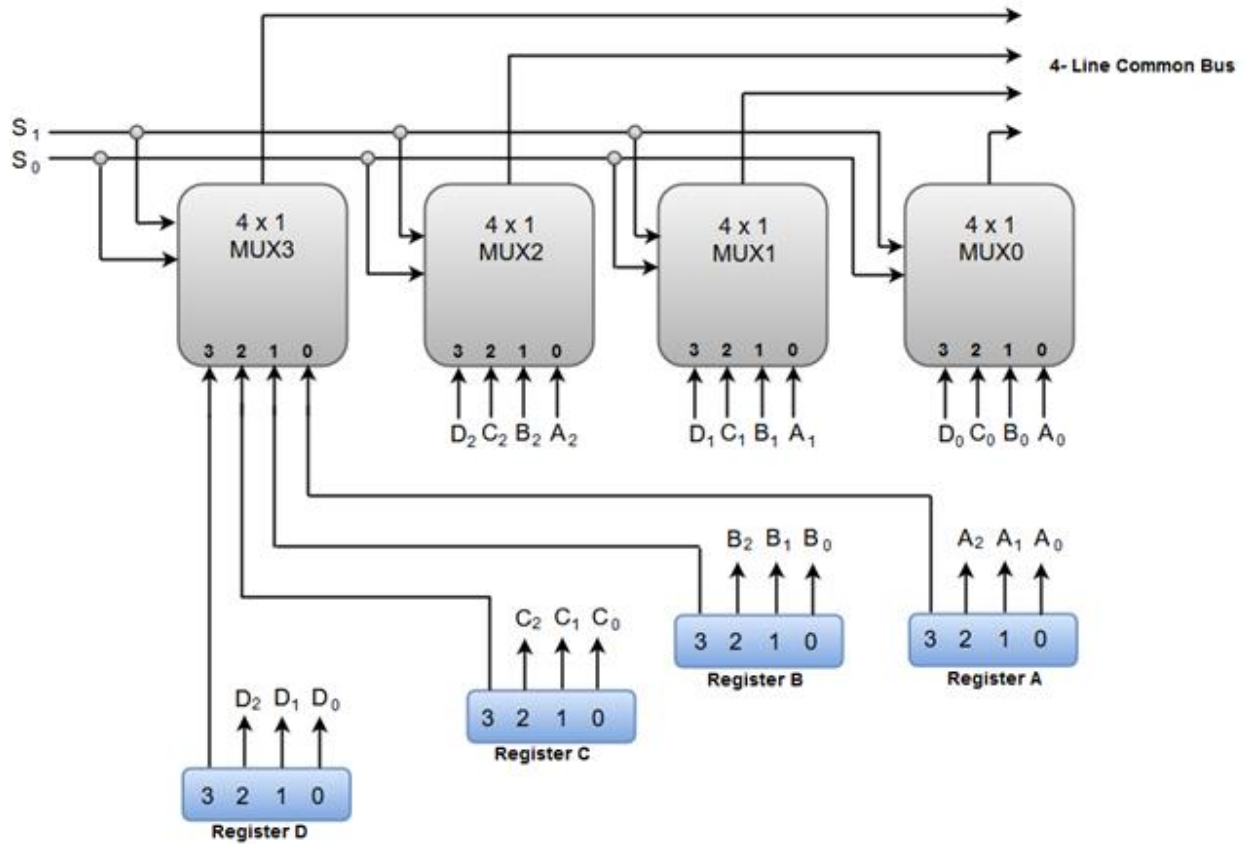 4- Line Common Bus
S1
S0
4 x 1
MUX3
4 x 1
MUX2
4 x 1
MUX1
4 x 1
MUX0
3 2 1 0
3 2 1 0
3 2 1 0
3 2 1 0
D2 C2 B2 A2
D1 C1 B1 A1
D0 C0 B0 A0
B2 B1 B0
A2 A1 A0
3 2 1 0
Register B
3 2 1 0
Register A
C2 C1 C0
3 2 1 0
Register C
D2 D1 D0
3 2 1 0
Register D